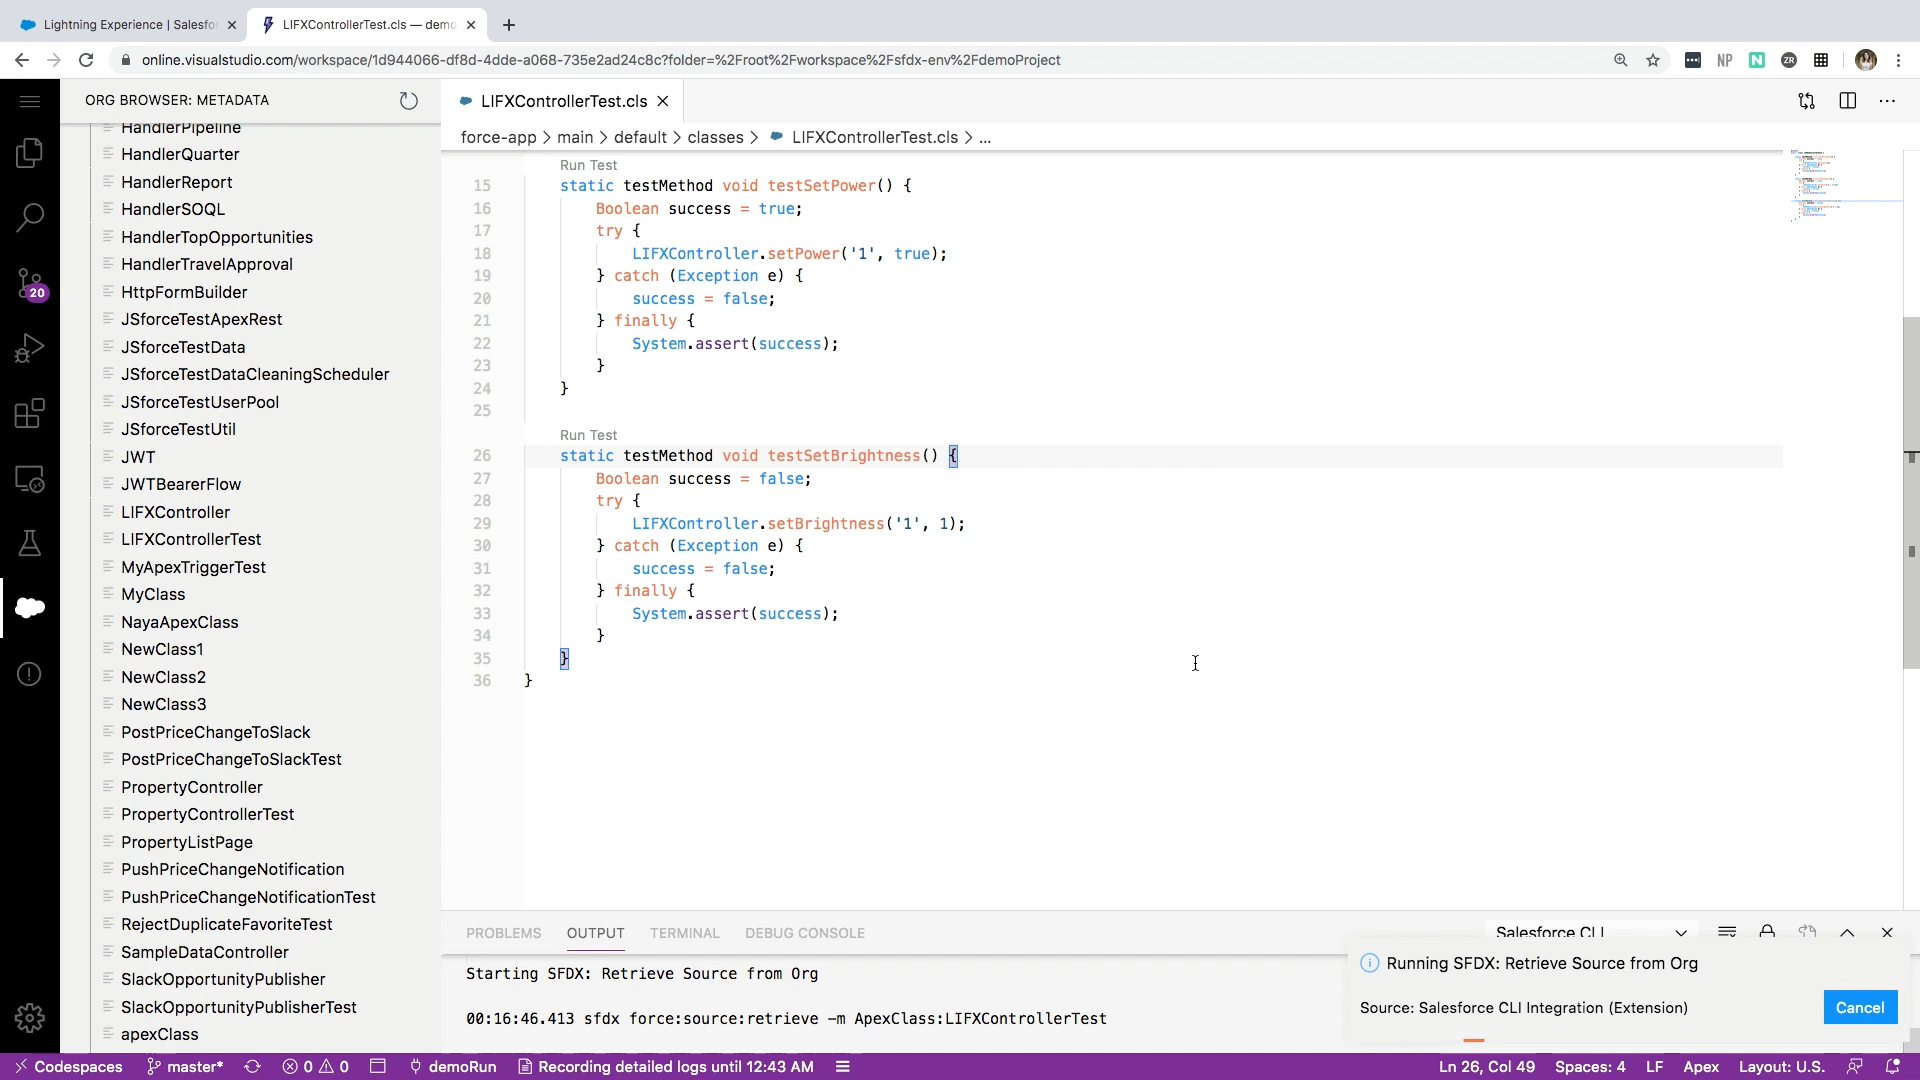 Lightning Experience | Salesfo
LIFXControllerTest.cls — demo
online.visualstudio.com/workspace/1d944066-df8d-4dde-a068-735e2ad24c8c?folder=%2Froot%2Fworkspace%2Fsfdx-env%2FdemoProject
NP
N
ZR
ORG BROWSER: METADATA
HandlerPipeline
HandlerQuarter
HandlerReport
HandlerSOQL
HandlerTopOpportunities
HandlerTravelApproval
HttpFormBuilder
JSforceTestApexRest
JSforceTestData
JSforceTestDataCleaningScheduler
JSforceTestUserPool
JSforceTestUtil
JWT
JWTBearerFlow
LIFXController
LIFXControllerTest
MyApexTriggerTest
MyClass
NayaApexClass
NewClass1
NewClass2
NewClass3
PostPriceChangeToSlack
PostPriceChangeToSlackTest
PropertyController
PropertyControllerTest
PropertyListPage
PushPriceChangeNotification
PushPriceChangeNotificationTest
RejectDuplicateFavoriteTest
SampleDataController
SlackOpportunityPublisher
SlackOpportunityPublisherTest
apexClass
20
LIFXControllerTest.cls
force-app > main > default > classes > LIFXControllerTest.cls > ...
Run Test
15 static testMethod void testSetPower() {
16 Boolean success = true;
17 try {
18 LIFXController.setPower('1', true);
19 } catch (Exception e) {
20 success = false;
21 } finally {
22 System.assert(success);
23 }
24 }
25
Run Test
26 static testMethod void testSetBrightness() {
27 Boolean success = false;
28 try {
29 LIFXController.setBrightness('1', 1);
30 } catch (Exception e) {
31 success = false;
32 } finally {
33 System.assert(success);
34 }
35 }
36 }
PROBLEMS OUTPUT TERMINAL DEBUG CONSOLE
Salesforce CLI
Starting SFDX: Retrieve Source from Org
00:16:46.413 sfdx force:source:retrieve -m ApexClass:LIFXControllerTest
Running SFDX: Retrieve Source from Org
Source: Salesforce CLI Integration (Extension)
Cancel
Codespaces master* 0 0 demoRun Recording detailed logs until 12:43 AM
Ln 26, Col 49 Spaces: 4 LF Apex Layout: U.S.